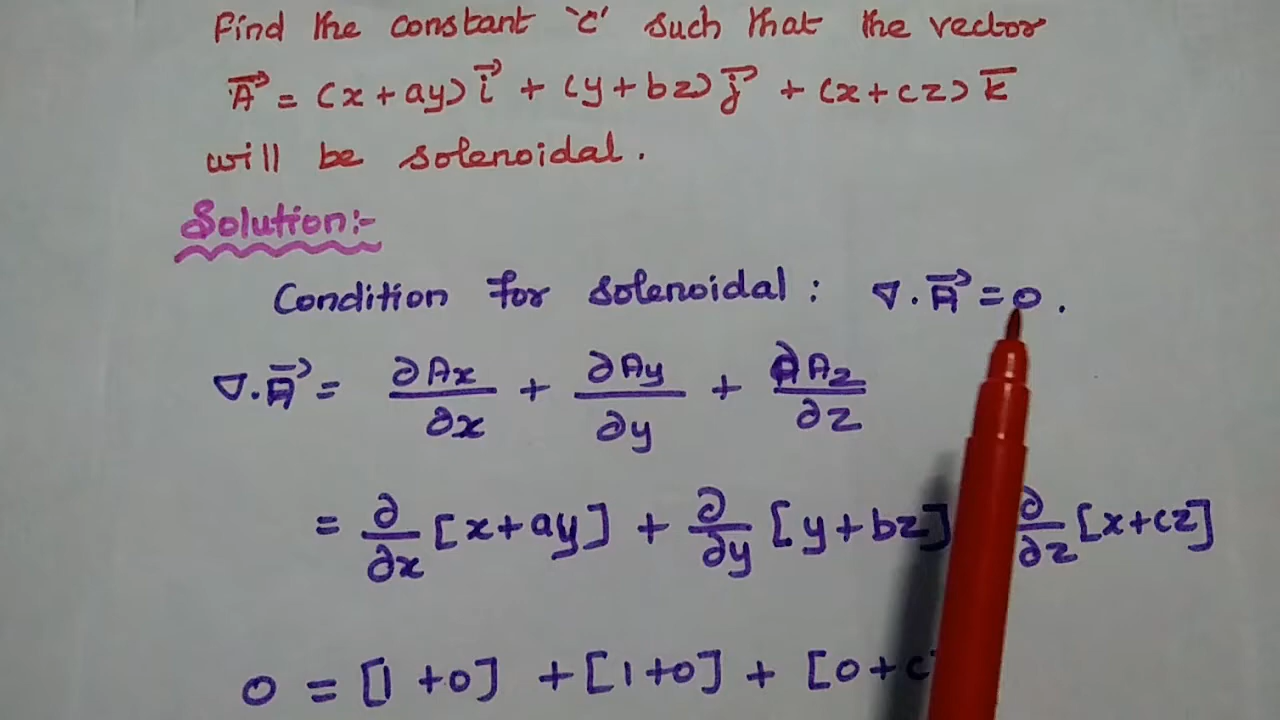 Find the constant 'c' such that the vector
A⃗ = (x + ay) i⃗ + (y + bz) j⃗ + (x + cz) k̅
will be solenoidal.
Solution:-
Condition for solenoidal : ∇ . A⃗ = 0 .
∇ . A⃗ = ∂Ax/∂x + ∂Ay/∂y + ∂Az/∂z
= ∂/∂x [x + ay] + ∂/∂y [y + bz] ∂/∂z [x + cz]
0 = [1 + 0] + [1 + 0] + [0 + c